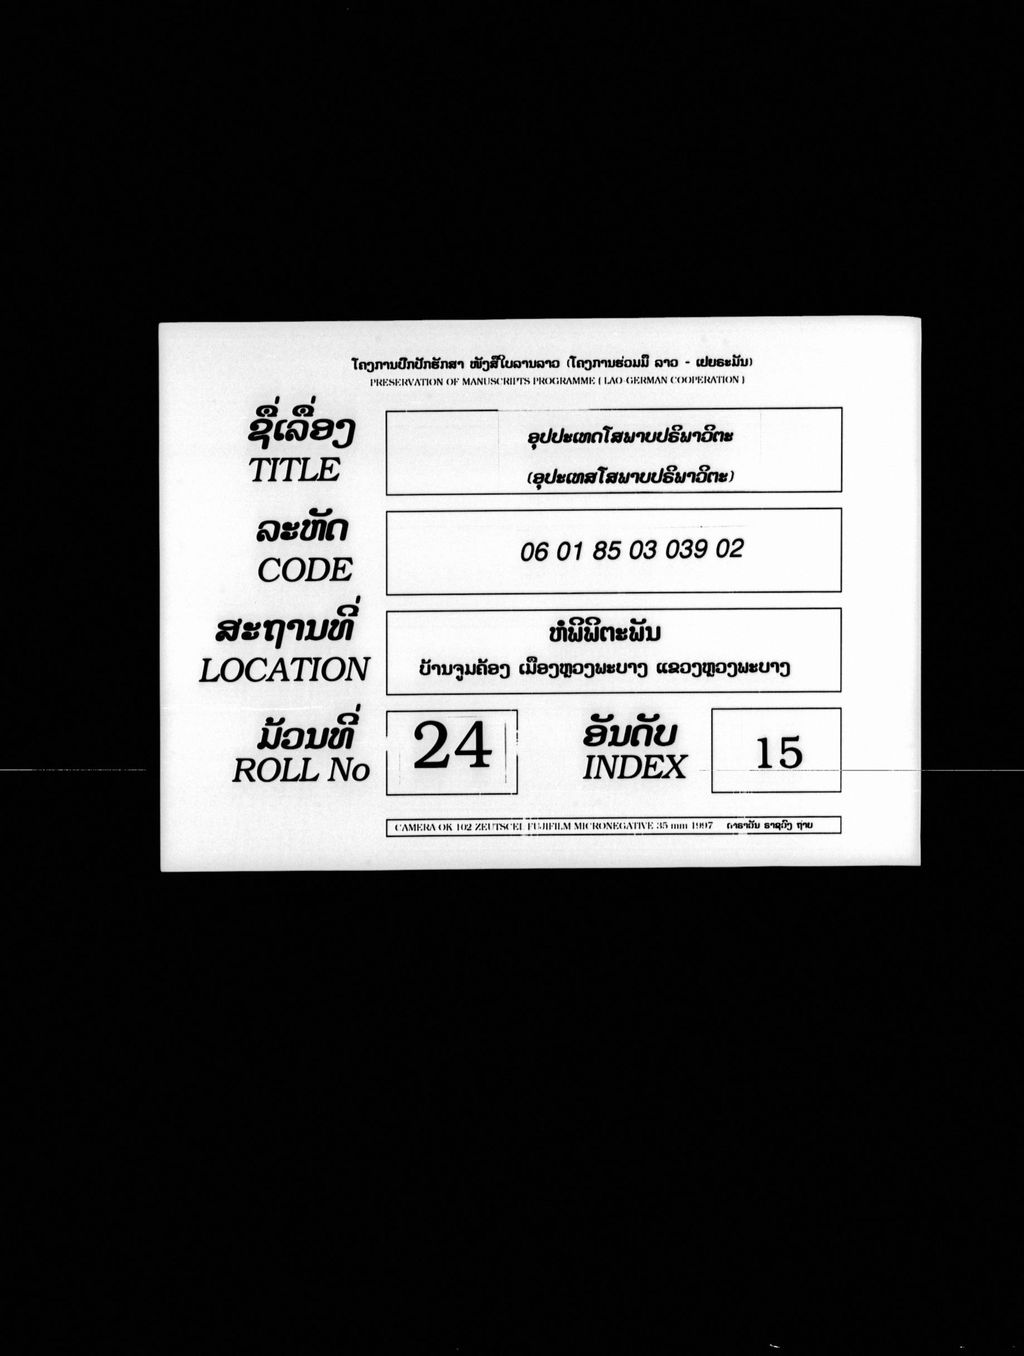 ໂຄງການປົກປັກຮັກສາ ໜັງສືໃບລານລາວ (ໂຄງການຮ່ວມມື ລາວ - ເຢຍຣະມັນ)
PRESERVATION OF MANUSCRIPTS PROGRAMME ( LAO-GERMAN COOPERATION )
ຊື່ເລື່ອງ
TITLE
ອຸປປະເທດໂສພາບປຣິພາວິຕະ
(ອຸປະເທສໂສພາບປຣິພາວິຕະ)
ລະຫັດ
CODE
06 01 85 03 039 02
ສະຖານທີ່
LOCATION
ຫໍພິພິຕະພັນ
ບ້ານຈູມຄ້ອງ ເມືອງຫຼວງພະບາງ ແຂວງຫຼວງພະບາງ
ມ້ວນທີ່
ROLL No
24
ອັນດັບ
INDEX
15
CAMERA OK 102 ZEUTSCEL FUJIFILM MICRONEGATIVE 35 mm 1997 ຖ່າຍ